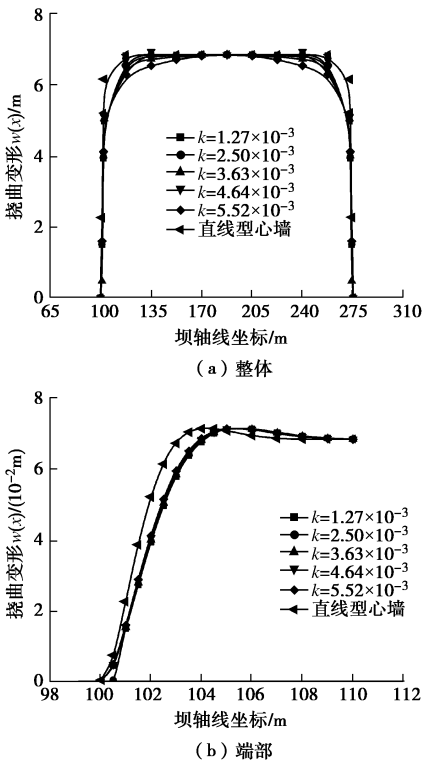 挠曲变形w(x)/m
8
6
4
2
0
k=1.27×10⁻³
k=2.50×10⁻³
k=3.63×10⁻³
k=4.64×10⁻³
k=5.52×10⁻³
直线型心墙
65 100 135 170 205 240 275 310
坝轴线坐标/m
(a) 整体
挠曲变形w(x)/(10⁻²m)
8
6
4
2
0
k=1.27×10⁻³
k=2.50×10⁻³
k=3.63×10⁻³
k=4.64×10⁻³
k=5.52×10⁻³
直线型心墙
98 100 102 104 106 108 110 112
坝轴线坐标/m
(b) 端部